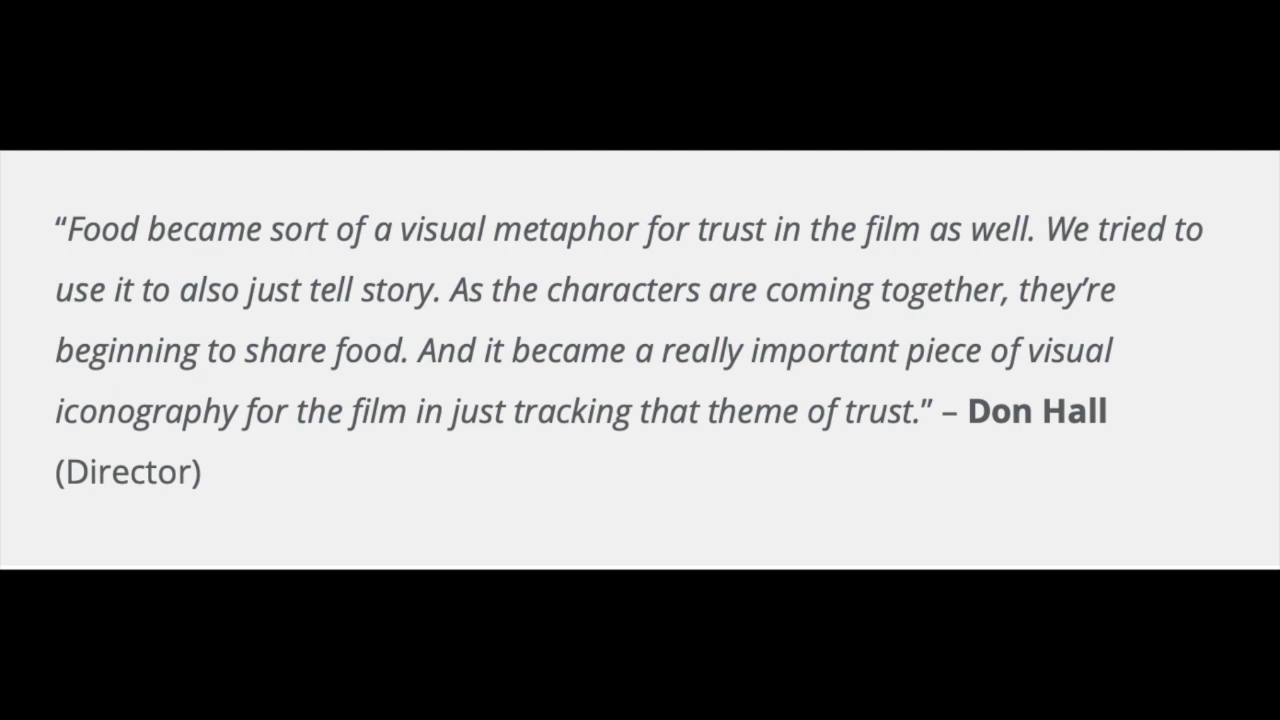 “Food became sort of a visual metaphor for trust in the film as well. We tried to
use it to also just tell story. As the characters are coming together, they’re
beginning to share food. And it became a really important piece of visual
iconography for the film in just tracking that theme of trust.” – Don Hall
(Director)